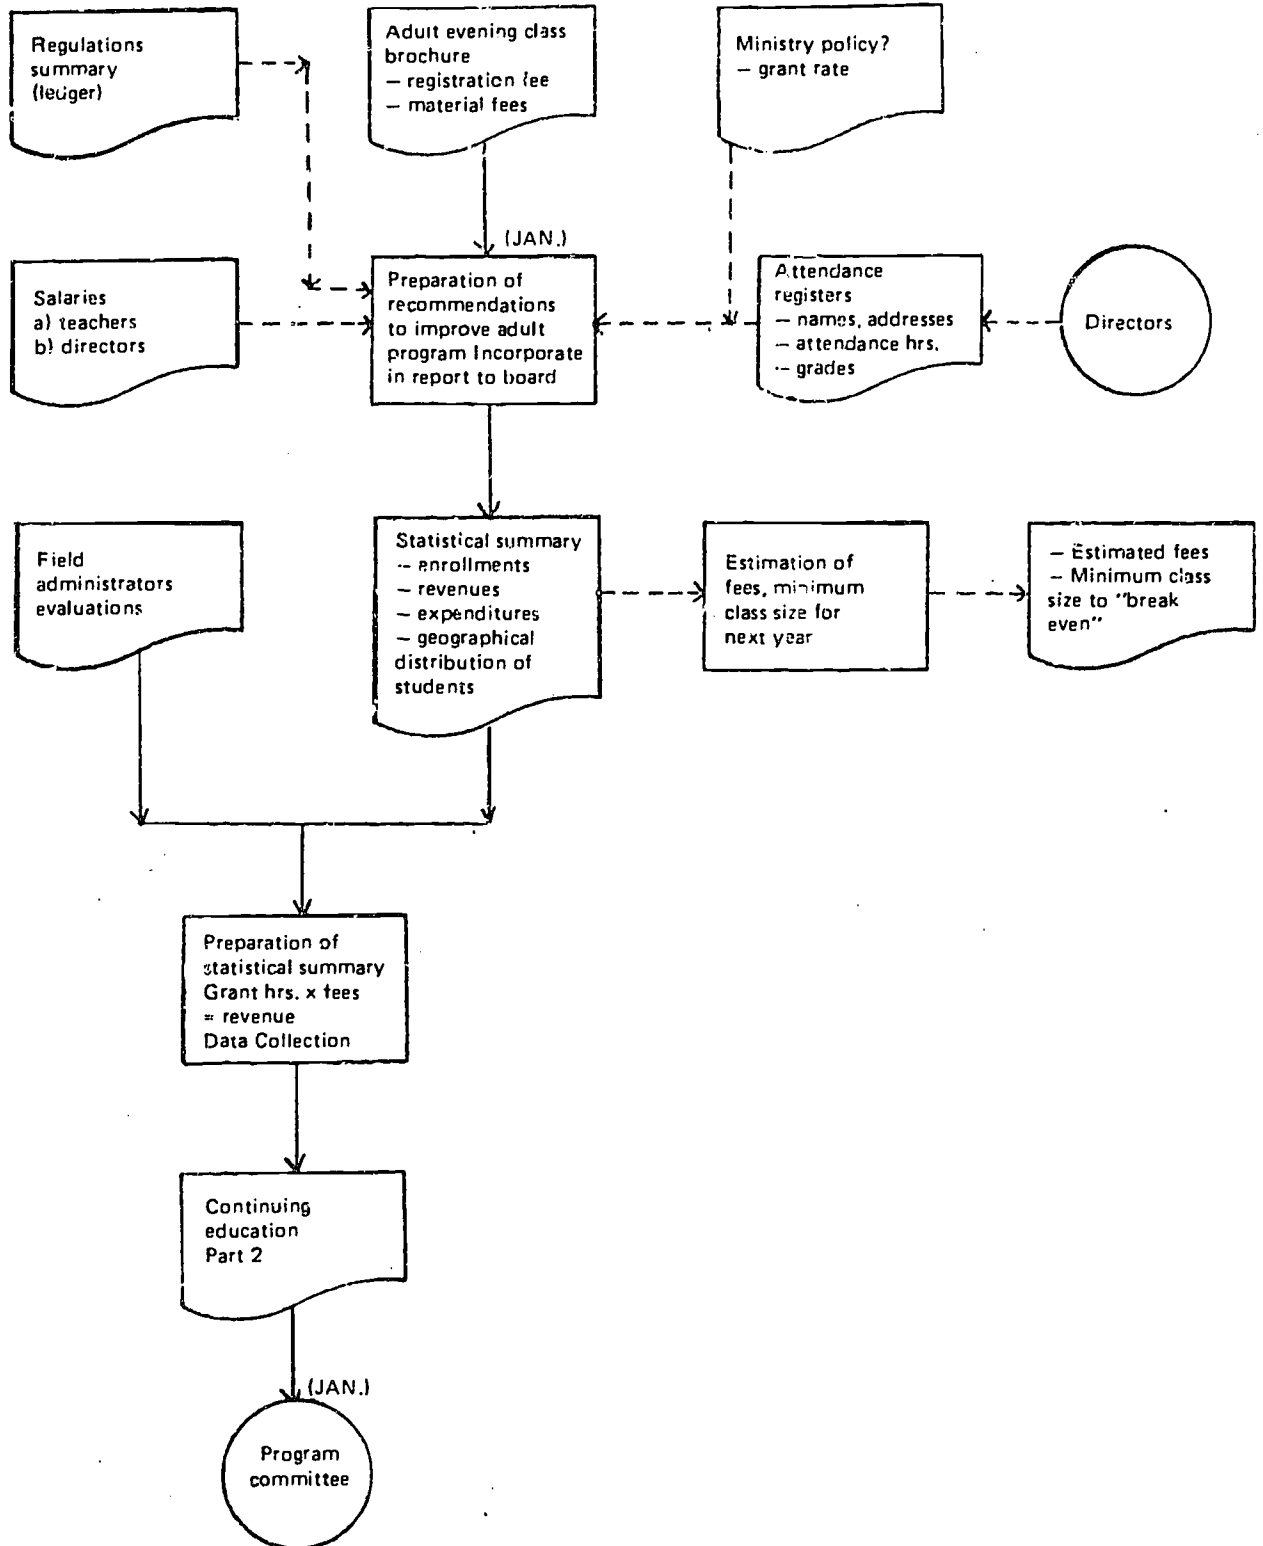 Regulations
summary
(ledger)
Adult evening class
brochure
– registration fee
– material fees
Ministry policy?
– grant rate
(JAN.)
Salaries
a) teachers
b) directors
Preparation of
recommendations
to improve adult
program Incorporate
in report to board
Attendance
registers
– names, addresses
– attendance hrs.
– grades
Directors
Field
administrators
evaluations
Statistical summary
– enrollments
– revenues
– expenditures
– geographical
distribution of
students
Estimation of
fees, minimum
class size for
next year
– Estimated fees
– Minimum class
size to "break
even"
Preparation of
statistical summary
Grant hrs. x fees
= revenue
Data Collection
Continuing
education
Part 2
(JAN.)
Program
committee